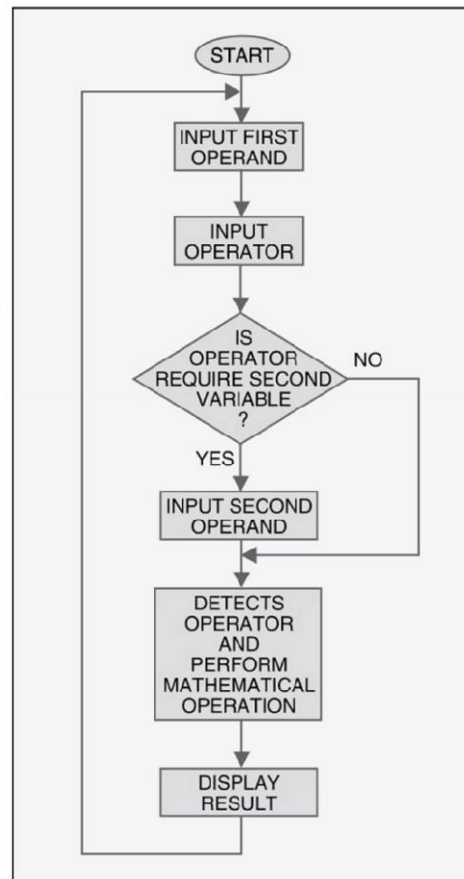 START
INPUT FIRST
OPERAND
INPUT
OPERATOR
IS
OPERATOR
REQUIRE SECOND
VARIABLE
?
NO
YES
INPUT SECOND
OPERAND
DETECTS
OPERATOR
AND
PERFORM
MATHEMATICAL
OPERATION
DISPLAY
RESULT